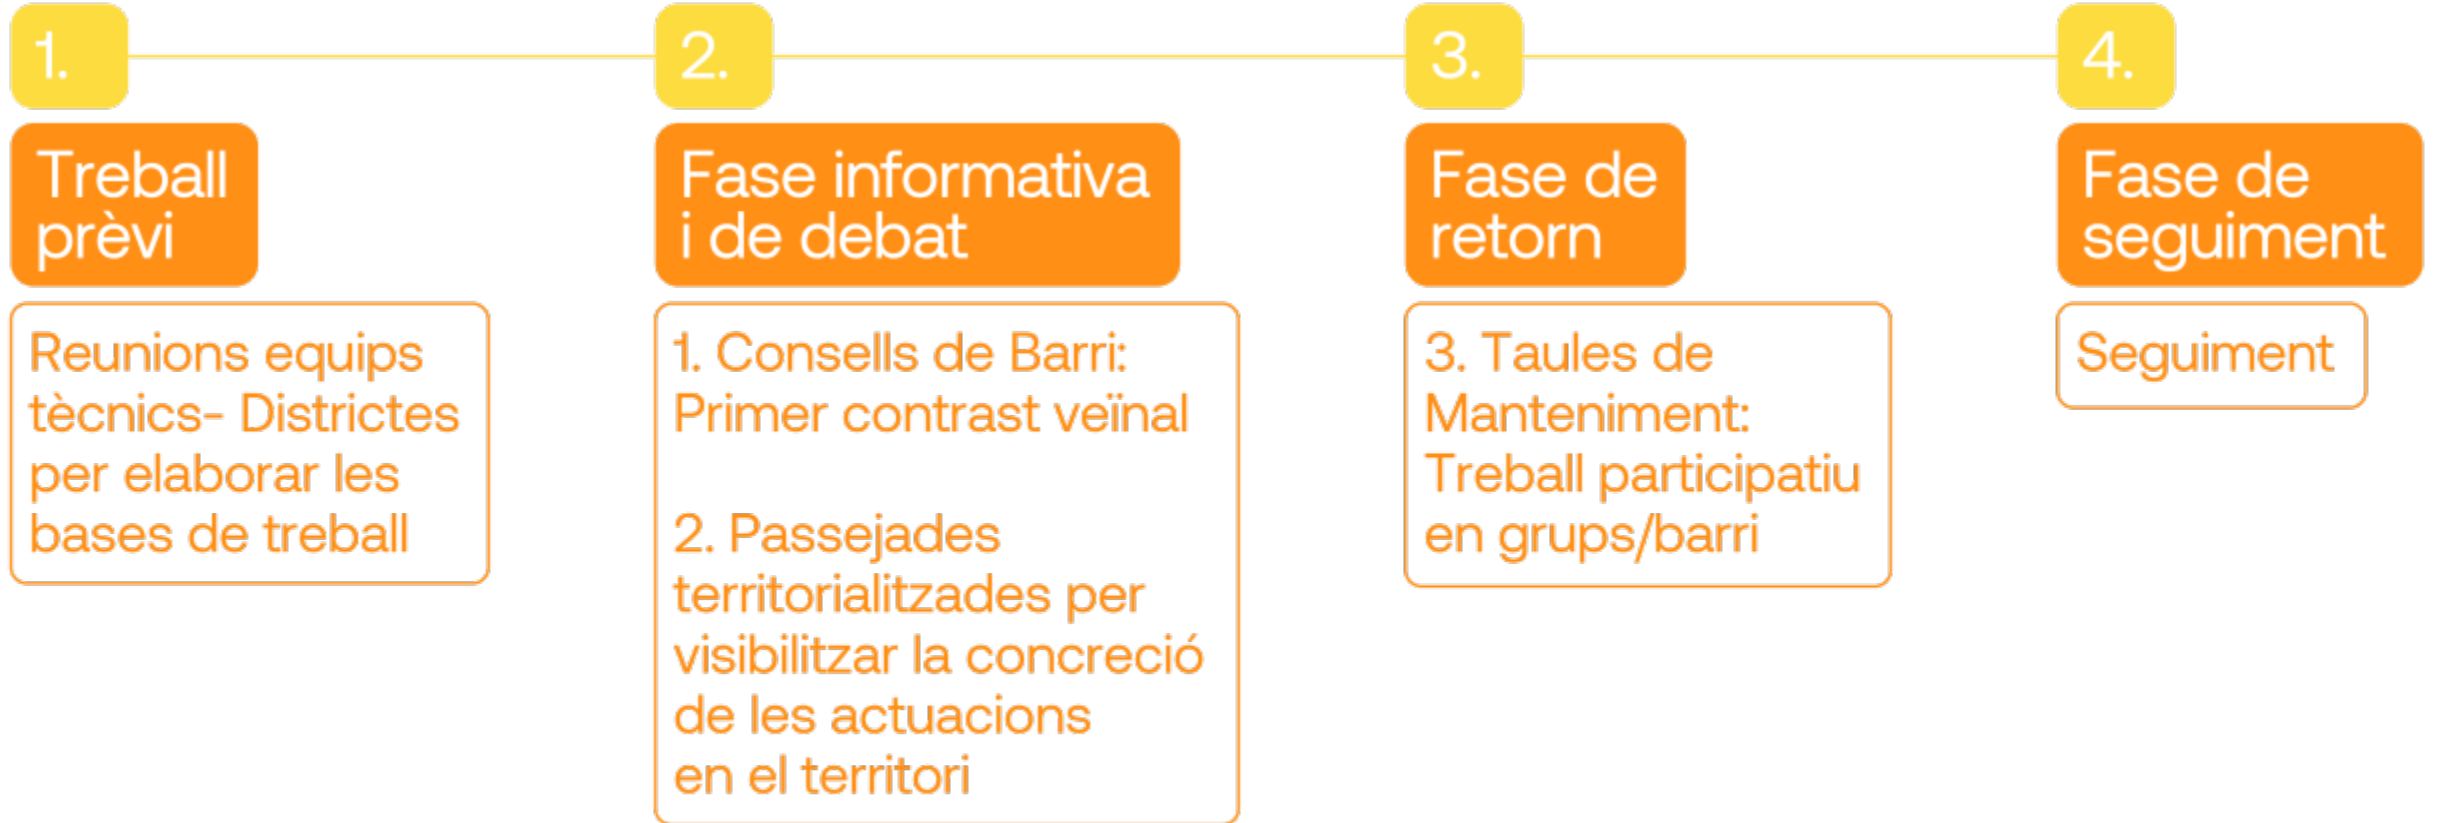 1.
Treball
prèvi
Reunions equips
tècnics- Districtes
per elaborar les
bases de treball
2.
Fase informativa
i de debat
1. Consells de Barri:
Primer contrast veïnal
2. Passejades
territorialitzades per
visibilitzar la concreció
de les actuacions
en el territori
3.
Fase de
retorn
3. Taules de
Manteniment:
Treball participatiu
en grups/barri
4.
Fase de
seguiment
Seguiment